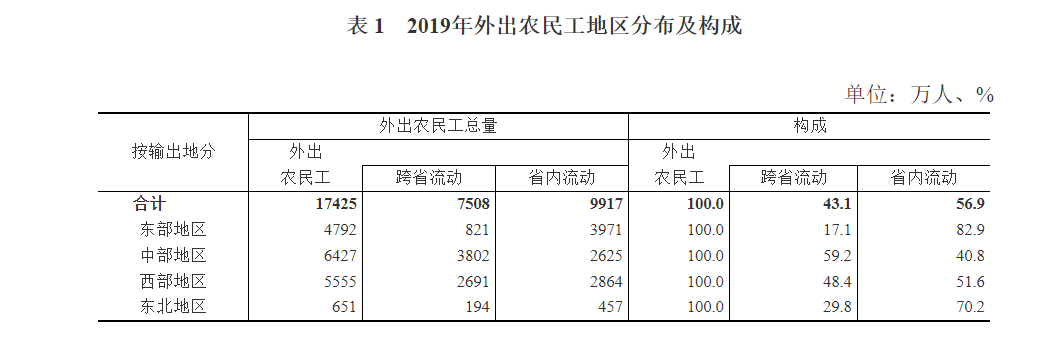 表 1 2019年外出农民工地区分布及构成
单位：万人、%
按输出地分 外出农民工总量 构成
外出农民工 跨省流动 省内流动 外出农民工 跨省流动 省内流动
合计 17425 7508 9917 100.0 43.1 56.9
东部地区 4792 821 3971 100.0 17.1 82.9
中部地区 6427 3802 2625 100.0 59.2 40.8
西部地区 5555 2691 2864 100.0 48.4 51.6
东北地区 651 194 457 100.0 29.8 70.2